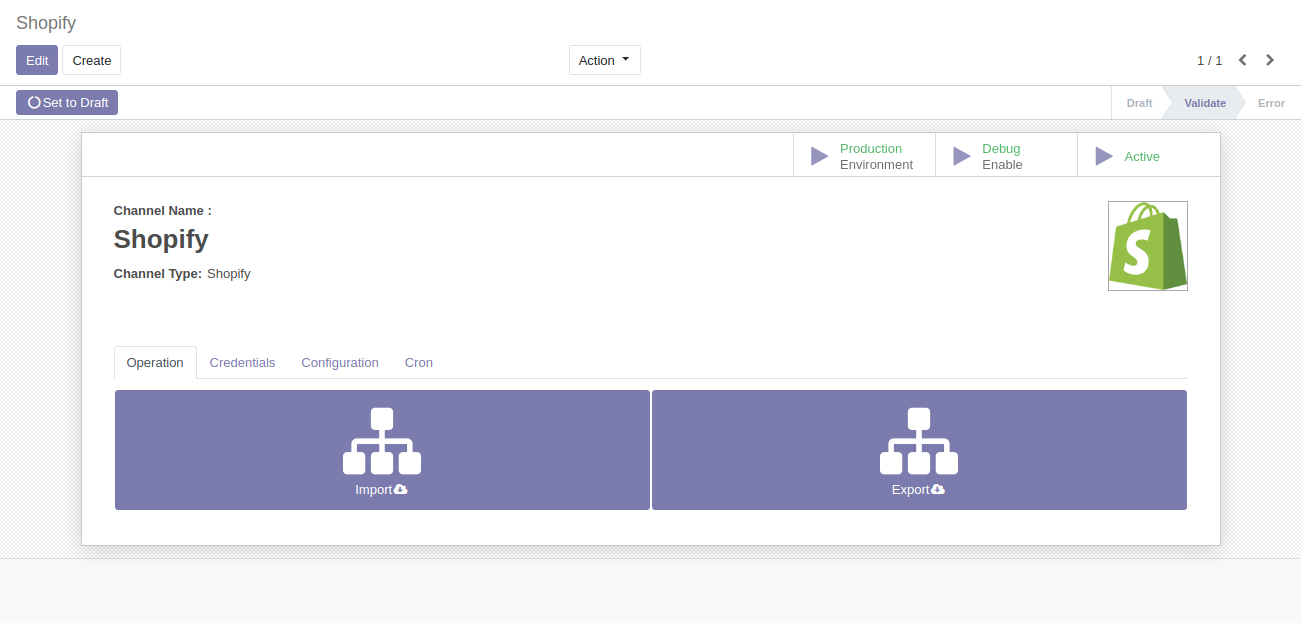 Shopify
Edit Create Action 1 / 1
Set to Draft Draft Validate Error
Production Debug Active
Environment Enable
Channel Name :
Shopify
Channel Type: Shopify
S
Operation Credentials Configuration Cron
Import Export